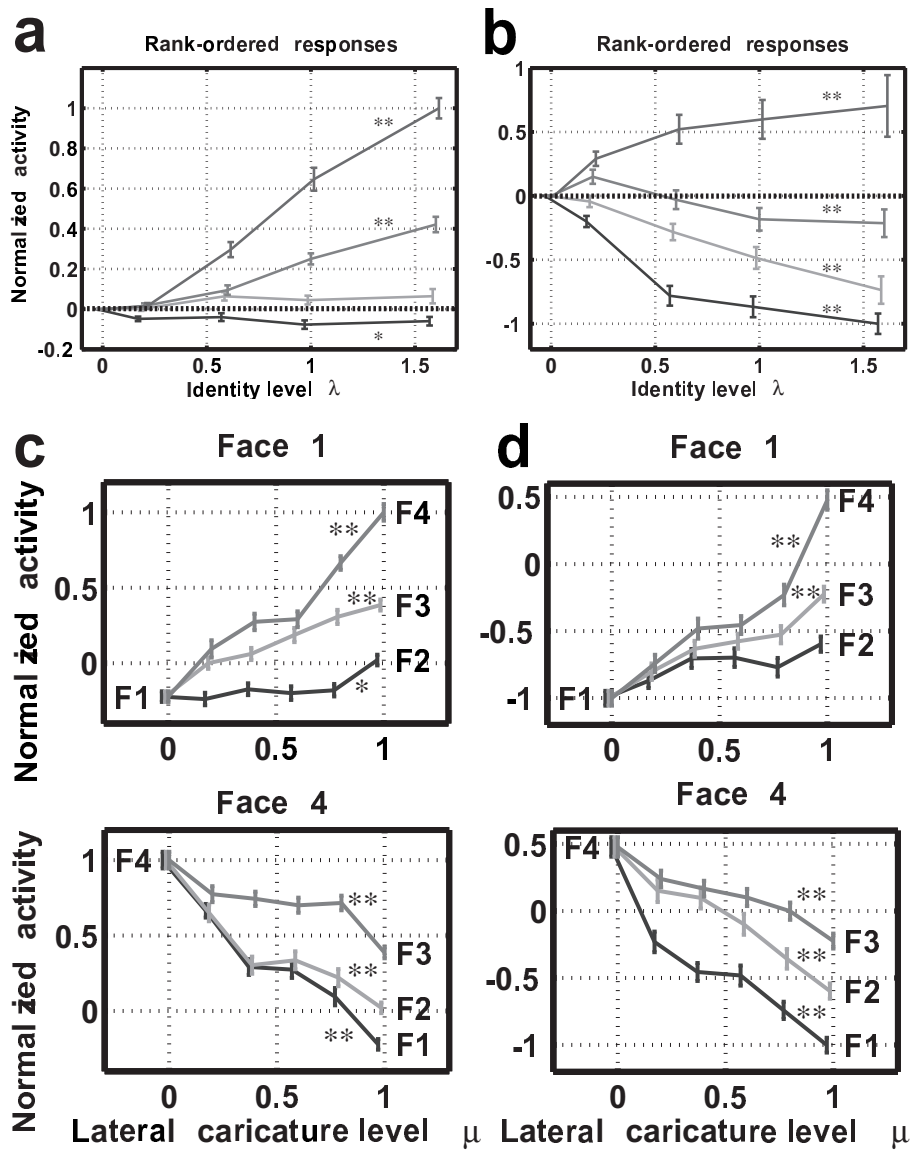 a
Rank-ordered responses
Normalized activity
1
0.8
0.6
0.4
0.2
0
-0.2
**
**
*
0 0.5 1 1.5
Identity level λ
b
Rank-ordered responses
1
0.5
0
-0.5
-1
**
**
**
**
0 0.5 1 1.5
Identity level λ
c
Face 1
Normalized activity
1
0.5
0
F1
F4
F3
F2
**
**
*
0 0.5 1
d
Face 1
0.5
0
-0.5
-1
F1
F4
F3
F2
**
**
0 0.5 1
Face 4
Normalized activity
1
0.5
0
F4
F3
F2
F1
**
**
**
0 0.5 1
Lateral caricature level μ
Face 4
0.5
0
-0.5
-1
F4
F3
F2
F1
**
**
**
0 0.5 1
Lateral caricature level μ